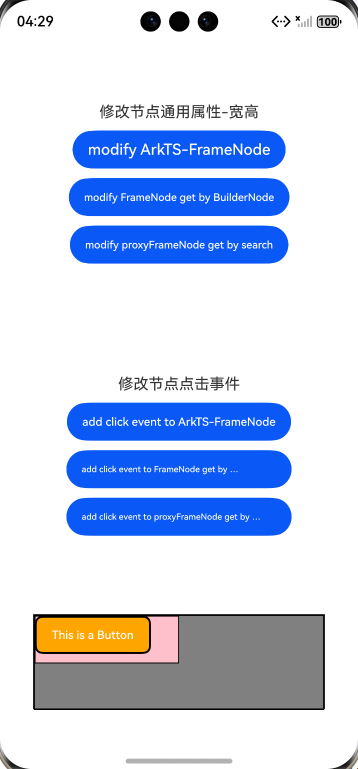 04:29
100
修改节点通用属性-宽高
modify ArkTS-FrameNode
modify FrameNode get by BuilderNode
modify proxyFrameNode get by search
修改节点点击事件
add click event to ArkTS-FrameNode
add click event to FrameNode get by ...
add click event to proxyFrameNode get by ...
This is a Button